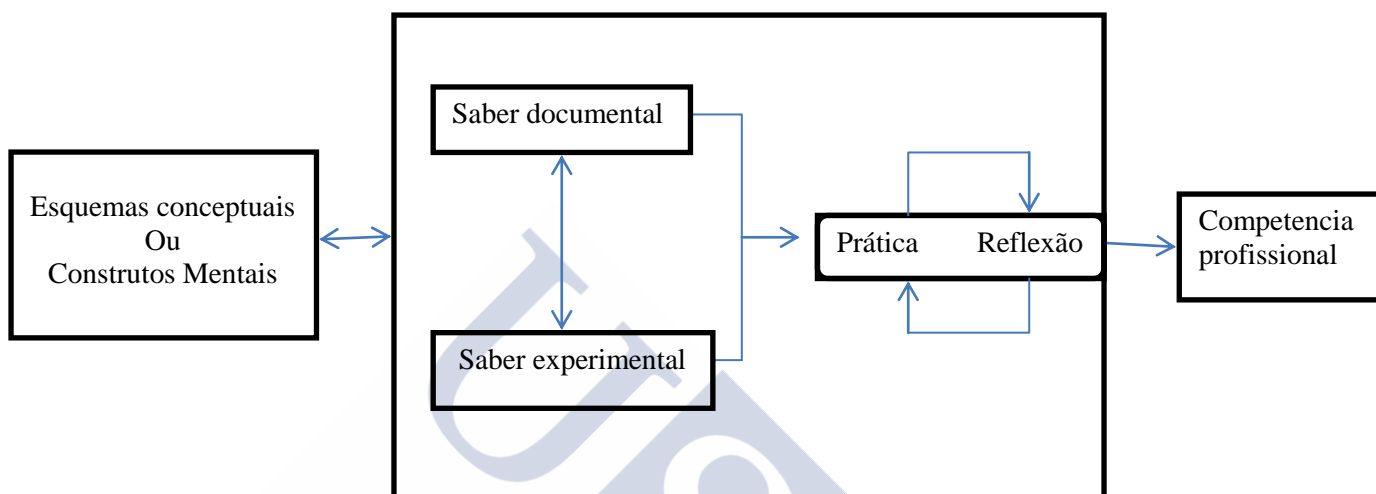 Esquemas conceptuais
Ou
Construtos Mentais
Saber documental
Saber experimental
Prática Reflexão
Competencia
profissional